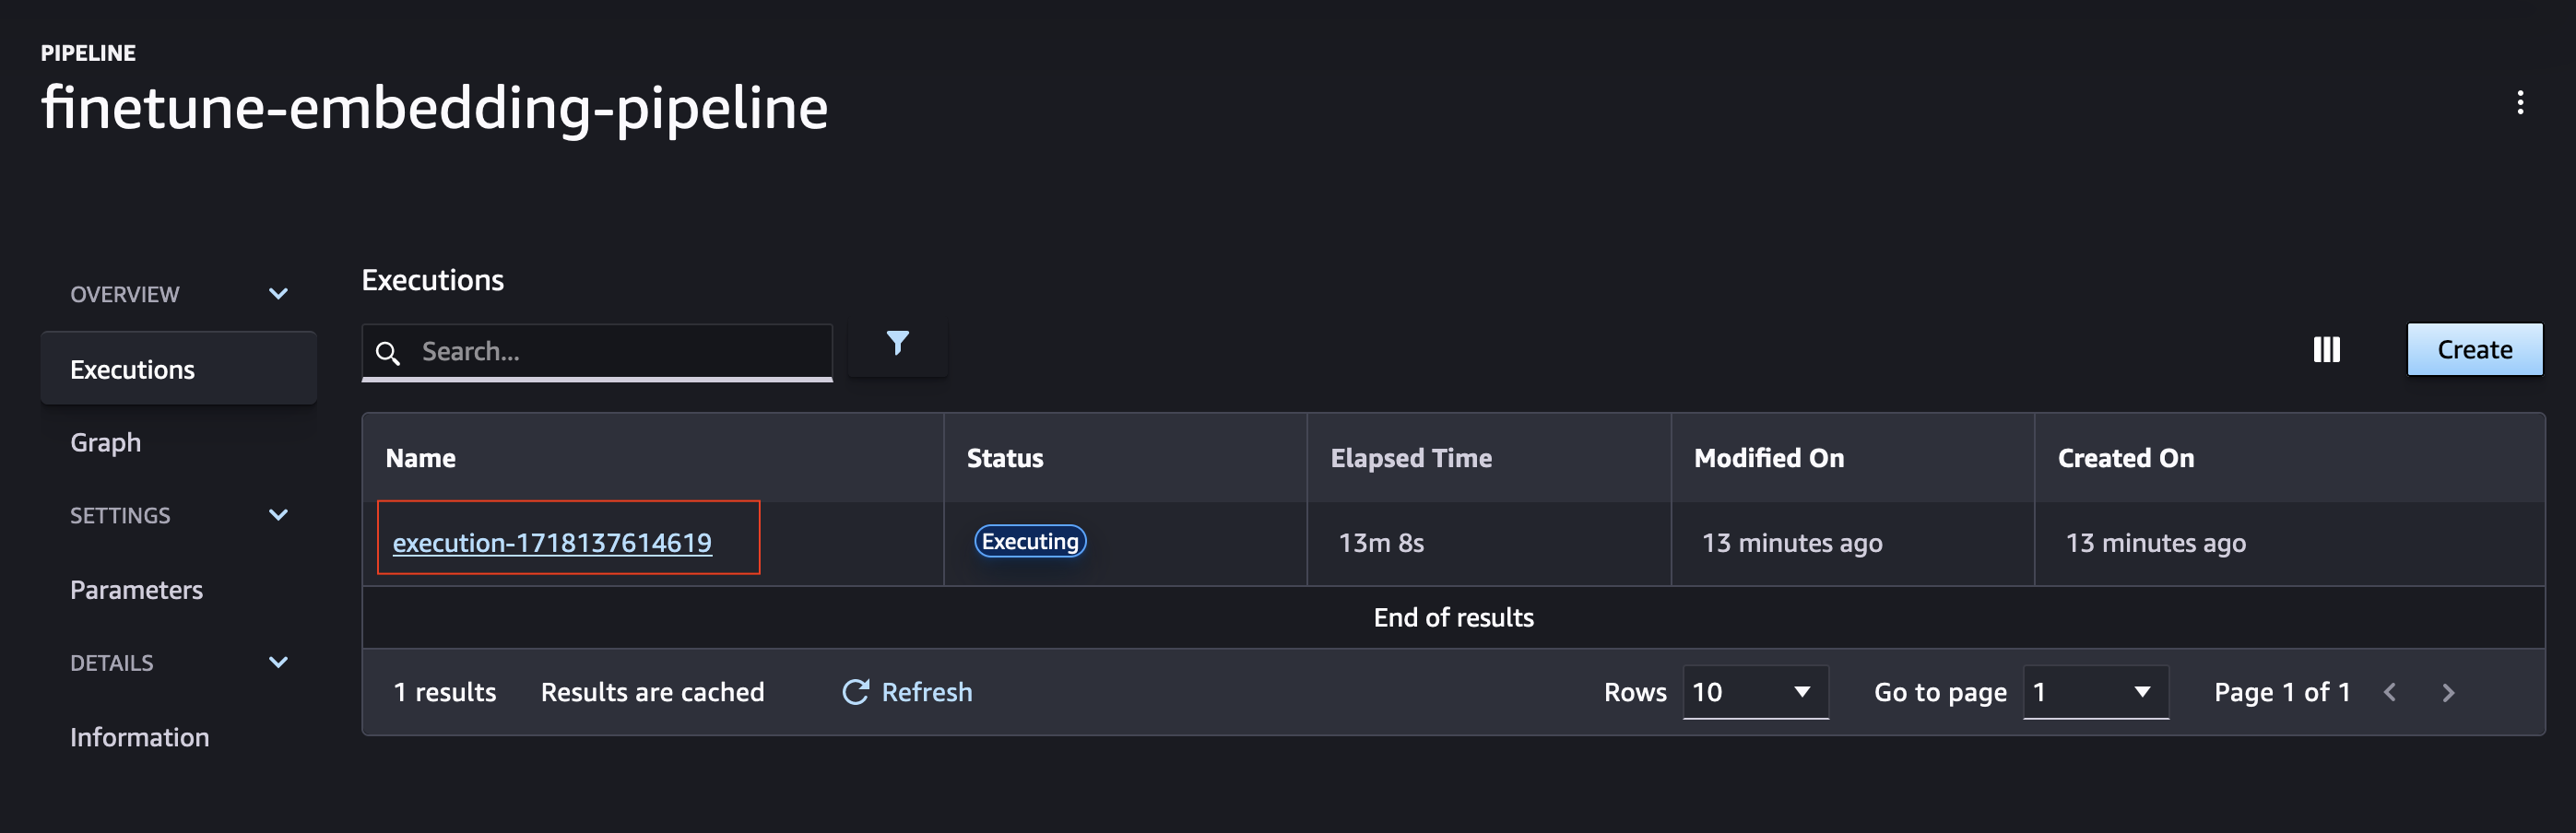 PIPELINE
finetune-embedding-pipeline
OVERVIEW
Executions
Graph
SETTINGS
Parameters
DETAILS
Information
Executions
Search...
Create
Name Status Elapsed Time Modified On Created On
execution-1718137614619 Executing 13m 8s 13 minutes ago 13 minutes ago
End of results
1 results Results are cached Refresh Rows 10 Go to page 1 Page 1 of 1